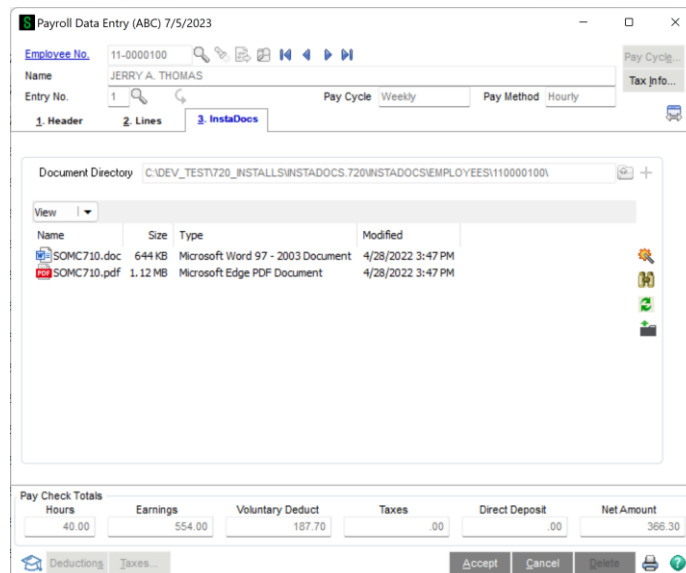 S Payroll Data Entry (ABC) 7/5/2023
Employee No. 11-0000100 Pay Cycle...
Name JERRY A. THOMAS Tax Info...
Entry No. 1 Pay Cycle Weekly Pay Method Hourly
1. Header 2. Lines 3. InstaDocs
Document Directory C:\DEV_TEST\720_INSTALLS\INSTADOCS.720\INSTADOCS\EMPLOYEES\110000100\
View
Name Size Type Modified
SOMC710.doc 644 KB Microsoft Word 97 - 2003 Document 4/28/2022 3:47 PM
PDF SOMC710.pdf 1.12 MB Microsoft Edge PDF Document 4/28/2022 3:47 PM
Pay Check Totals
Hours Earnings Voluntary Deduct Taxes Direct Deposit Net Amount
40.00 554.00 187.70 .00 .00 366.30
Deductions Taxes... Accept Cancel Delete ?